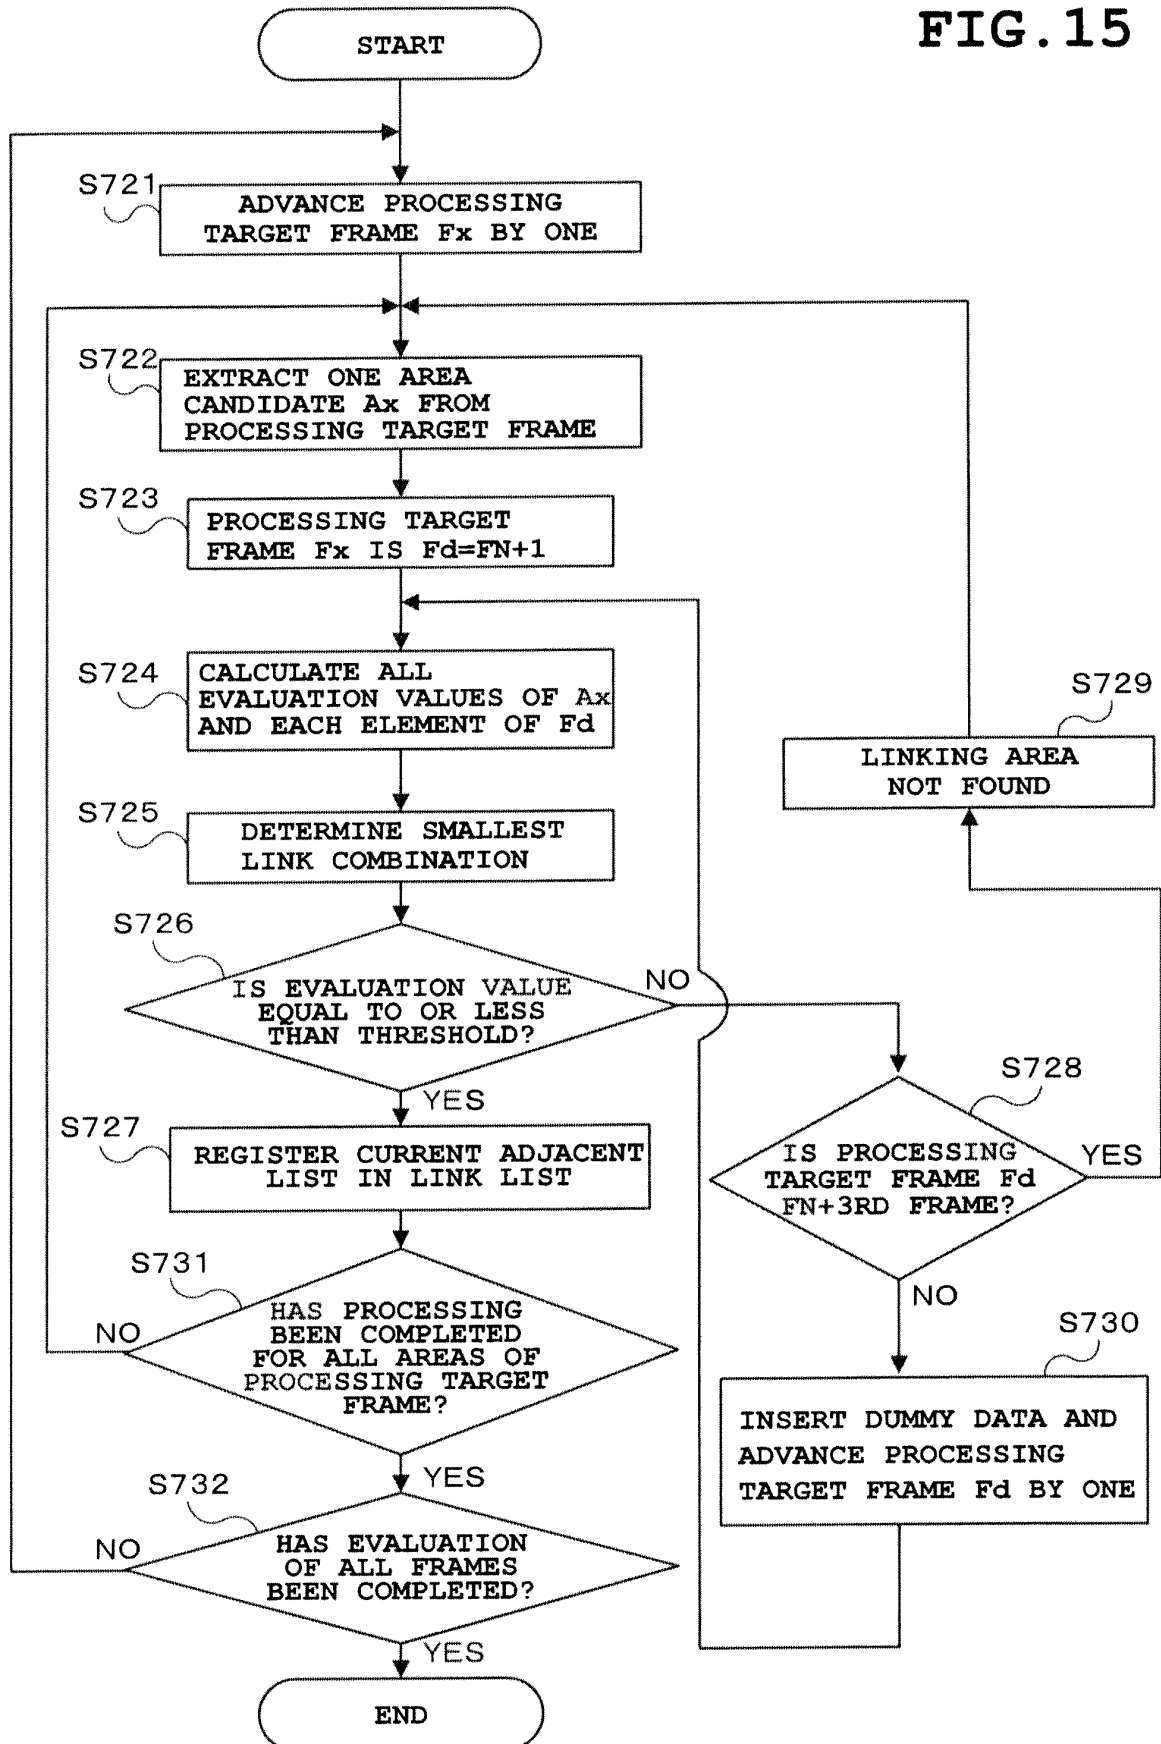 FIG.15
START
S721
ADVANCE PROCESSING
TARGET FRAME Fx BY ONE
S722
EXTRACT ONE AREA
CANDIDATE Ax FROM
PROCESSING TARGET FRAME
S723
PROCESSING TARGET
FRAME Fx IS Fd=FN+1
S724
CALCULATE ALL
EVALUATION VALUES OF Ax
AND EACH ELEMENT OF Fd
S725
DETERMINE SMALLEST
LINK COMBINATION
S726
IS EVALUATION VALUE
EQUAL TO OR LESS
THAN THRESHOLD?
NO
YES
S727
REGISTER CURRENT ADJACENT
LIST IN LINK LIST
S728
IS PROCESSING
TARGET FRAME Fd
FN+3RD FRAME?
YES
NO
S729
LINKING AREA
NOT FOUND
S730
INSERT DUMMY DATA AND
ADVANCE PROCESSING
TARGET FRAME Fd BY ONE
S731
HAS PROCESSING
BEEN COMPLETED
FOR ALL AREAS OF
PROCESSING TARGET
FRAME?
NO
YES
S732
HAS EVALUATION
OF ALL FRAMES
BEEN COMPLETED?
NO
YES
END